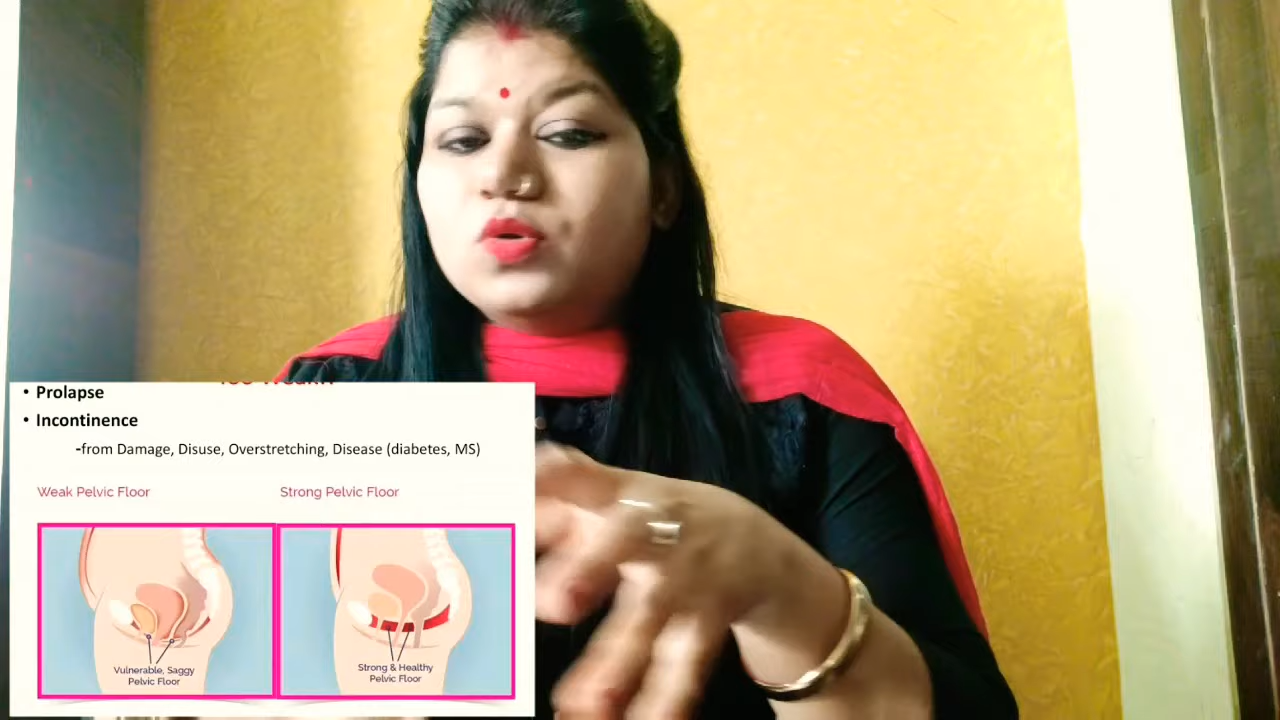 • Prolapse
• Incontinence
-from Damage, Disuse, Overstretching, Disease (diabetes, MS)
Weak Pelvic Floor
Strong Pelvic Floor
Vulnerable, Saggy
Pelvic Floor
Strong & Healthy
Pelvic Floor